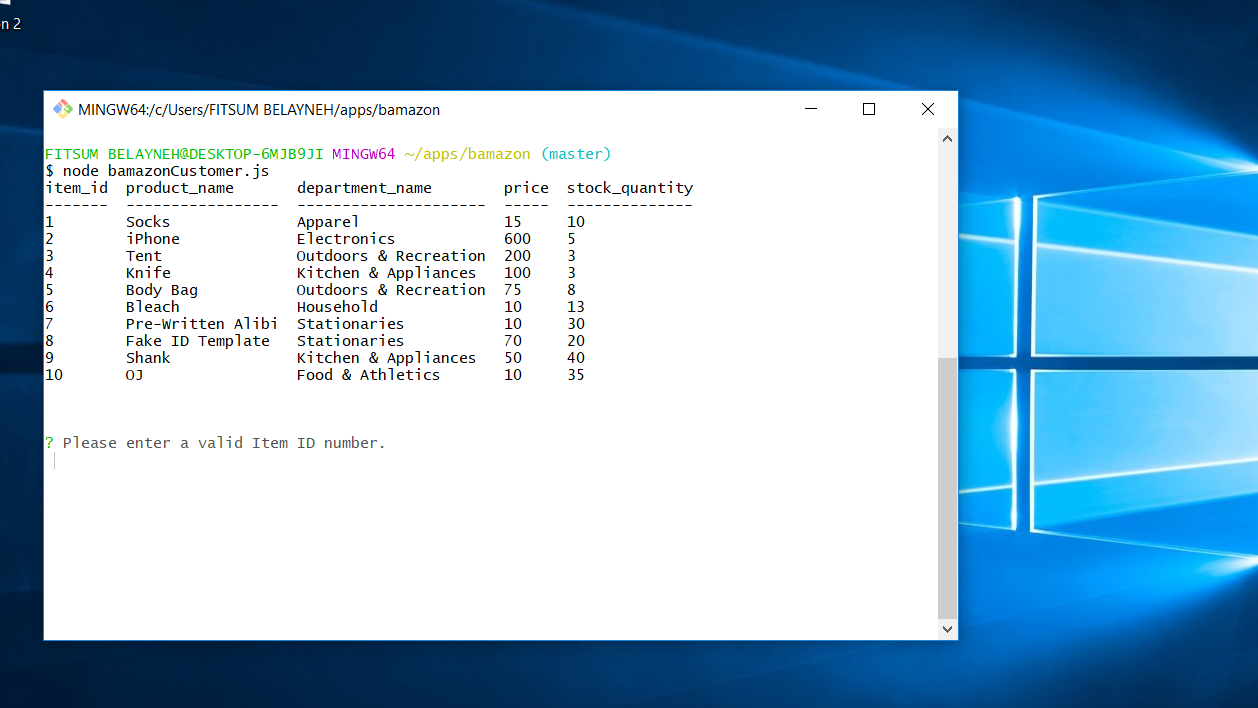 n 2
MINGW64:/c/Users/FITSUM BELAYNEH/apps/bamazon
FITSUM BELAYNEH@DESKTOP-6MJB9JI MINGW64 ~/apps/bamazon (master)
$ node bamazonCustomer.js
item_id  product_name       department_name        price  stock_quantity
-------  -----------------  ---------------------  -----  --------------
1        Socks              Apparel                15     10
2        iPhone             Electronics            600    5
3        Tent               Outdoors & Recreation  200    3
4        Knife              Kitchen & Appliances   100    3
5        Body Bag           Outdoors & Recreation  75     8
6        Bleach             Household              10     13
7        Pre-Written Alibi  Stationaries           10     30
8        Fake ID Template   Stationaries           70     20
9        Shank              Kitchen & Appliances   50     40
10       OJ                 Food & Athletics       10     35
? Please enter a valid Item ID number.